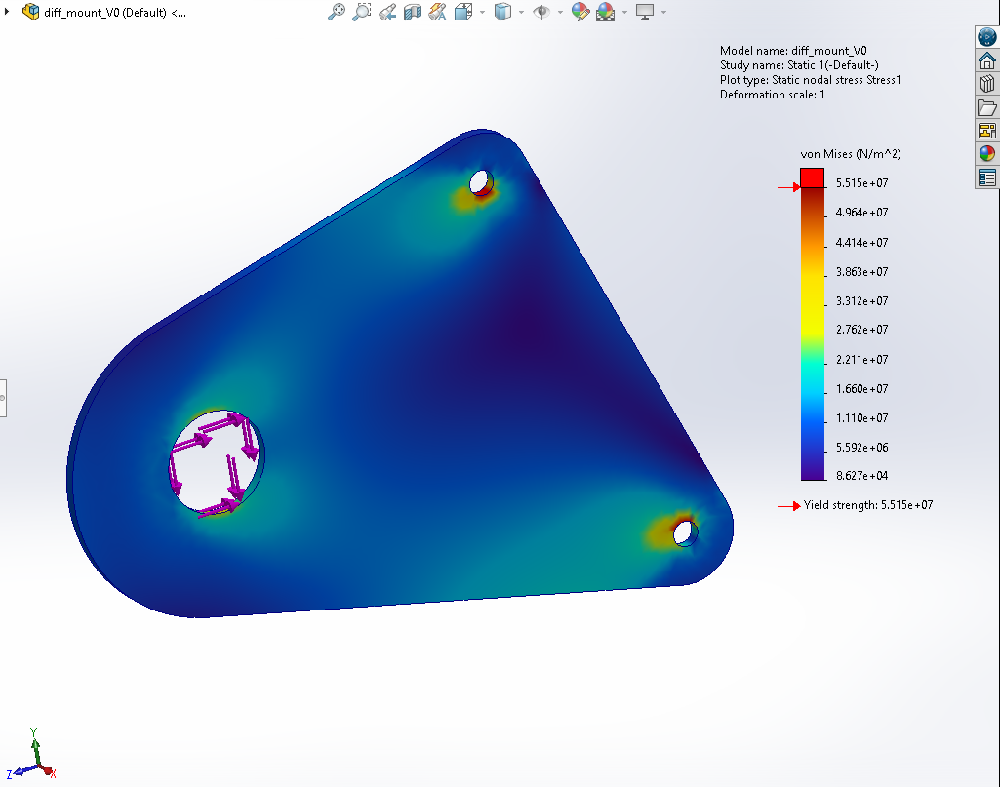 diff_mount_V0 (Default) <...
Model name: diff_mount_V0
Study name: Static 1(-Default-)
Plot type: Static nodal stress Stress1
Deformation scale: 1
von Mises (N/m^2)
5.515e+07
4.964e+07
4.414e+07
3.863e+07
3.312e+07
2.762e+07
2.211e+07
1.660e+07
1.110e+07
5.592e+06
8.627e+04
Yield strength: 5.515e+07
Y
Z
X